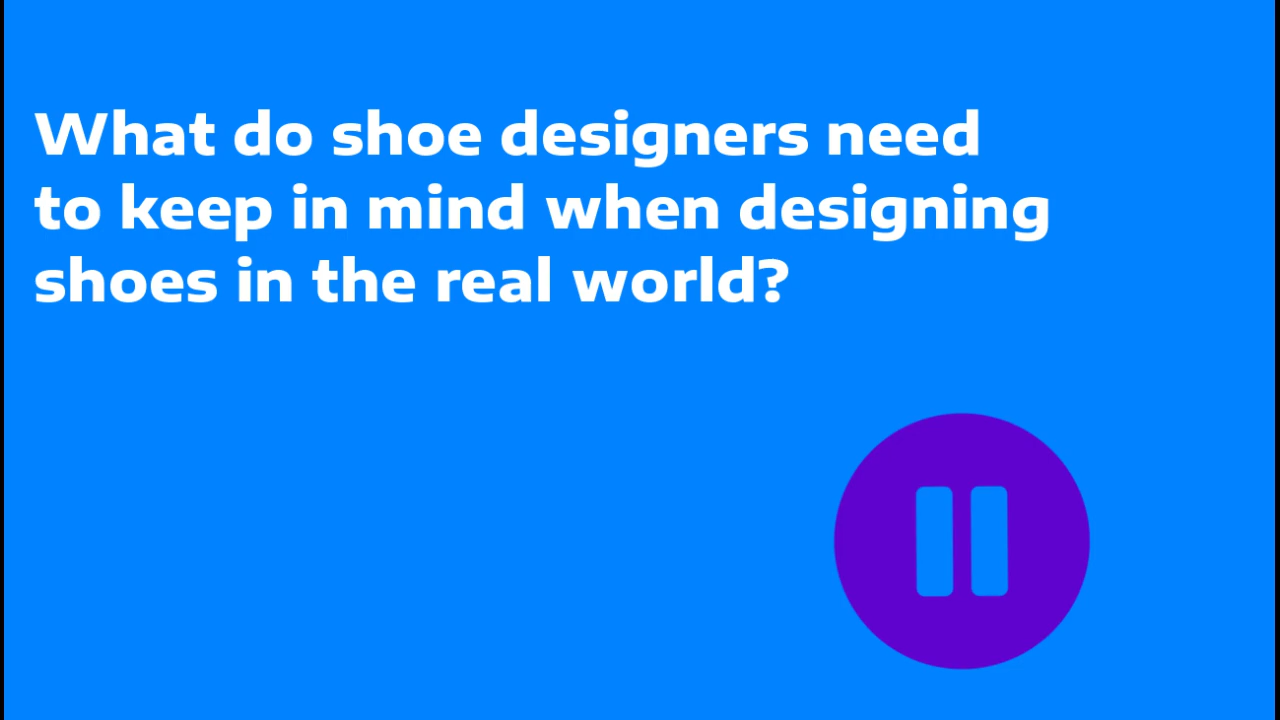 What do shoe designers need
to keep in mind when designing
shoes in the real world?